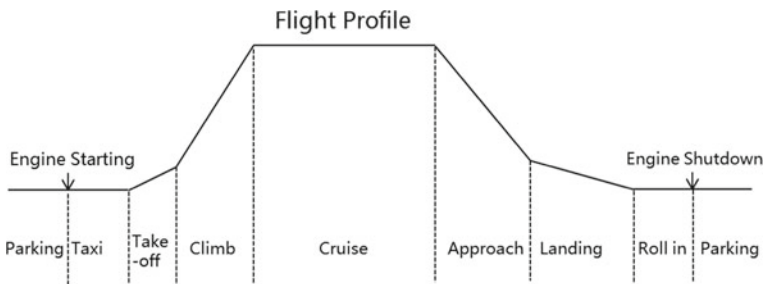 Flight Profile
Engine Starting
Engine Shutdown
Parking
Taxi
Take
-off
Climb
Cruise
Approach
Landing
Roll in
Parking